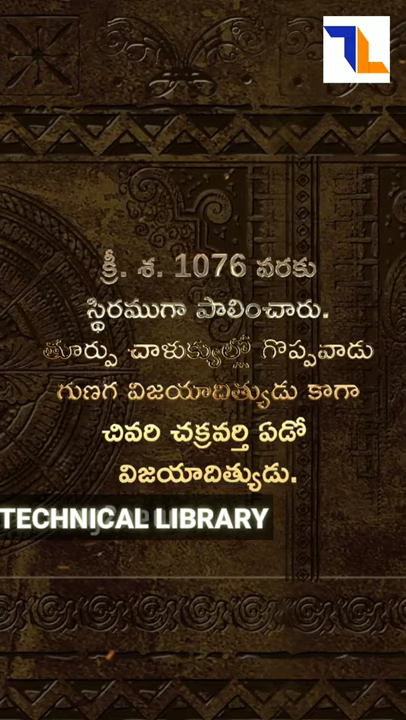 క్రీ. శ. 1076 వరకు
స్థిరముగా పాలించారు.
తూర్పు చాళుక్యుల్లో గొప్పవాడు
గుణగ విజయాదిత్యుడు కాగా
చివరి చక్రవర్తి ఏడో
విజయాదిత్యుడు.
TECHNICAL LIBRARY